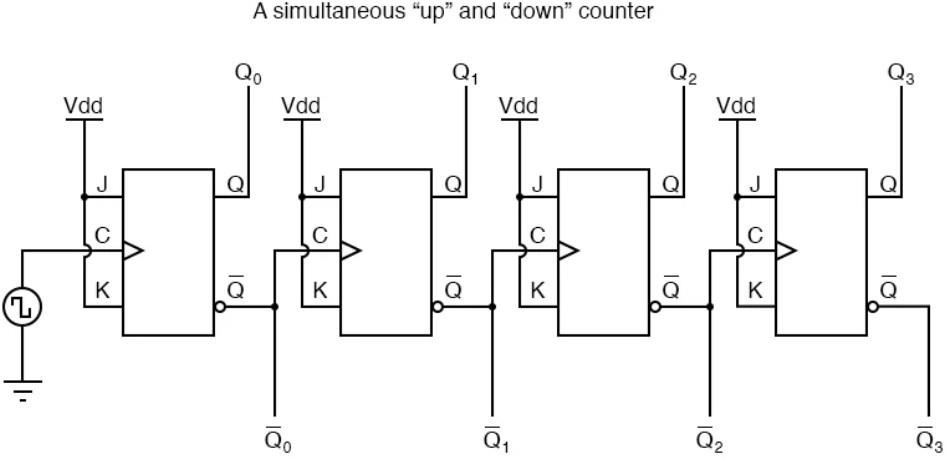 A simultaneous “up” and “down” counter
Q0 Q1 Q2 Q3
Vdd Vdd Vdd Vdd
J Q J Q J Q J Q
C C C C
K Q̅ K Q̅ K Q̅ K Q̅
Q̅0 Q̅1 Q̅2 Q̅3